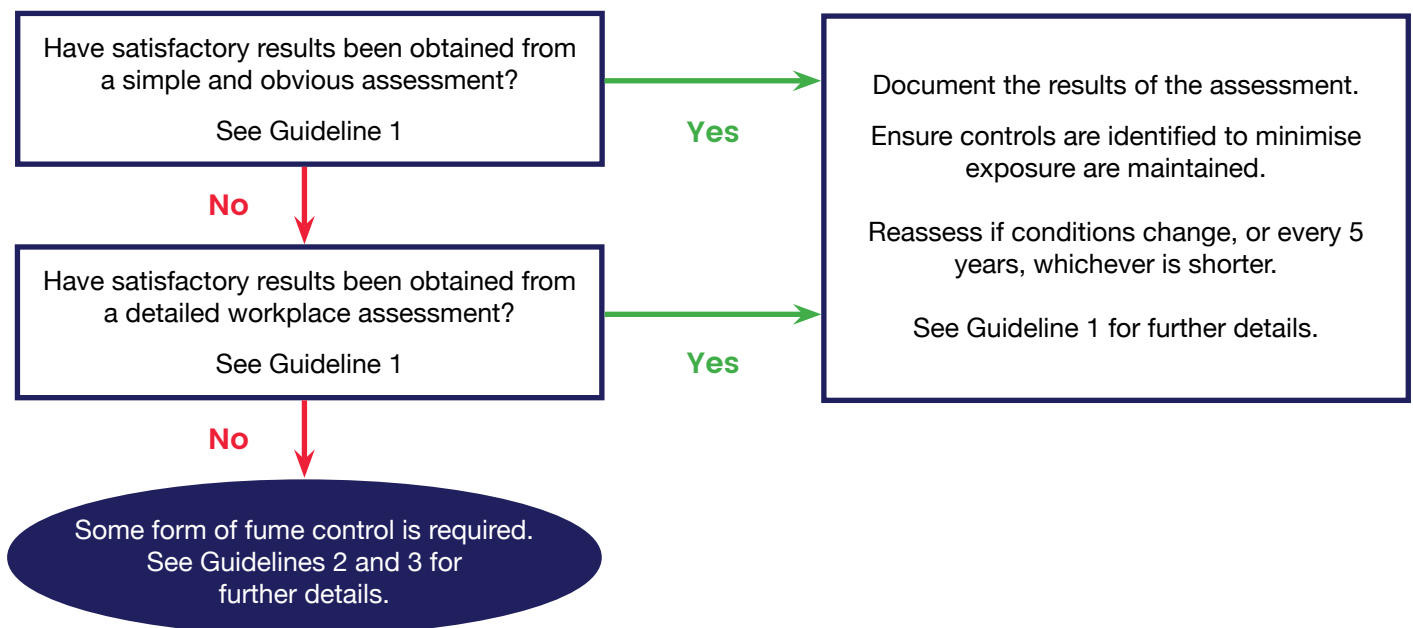 Have satisfactory results been obtained from
a simple and obvious assessment?
See Guideline 1
Yes
Document the results of the assessment.
Ensure controls are identified to minimise
exposure are maintained.
Reassess if conditions change, or every 5
years, whichever is shorter.
See Guideline 1 for further details.
No
Have satisfactory results been obtained from
a detailed workplace assessment?
See Guideline 1
Yes
No
Some form of fume control is required.
See Guidelines 2 and 3 for
further details.